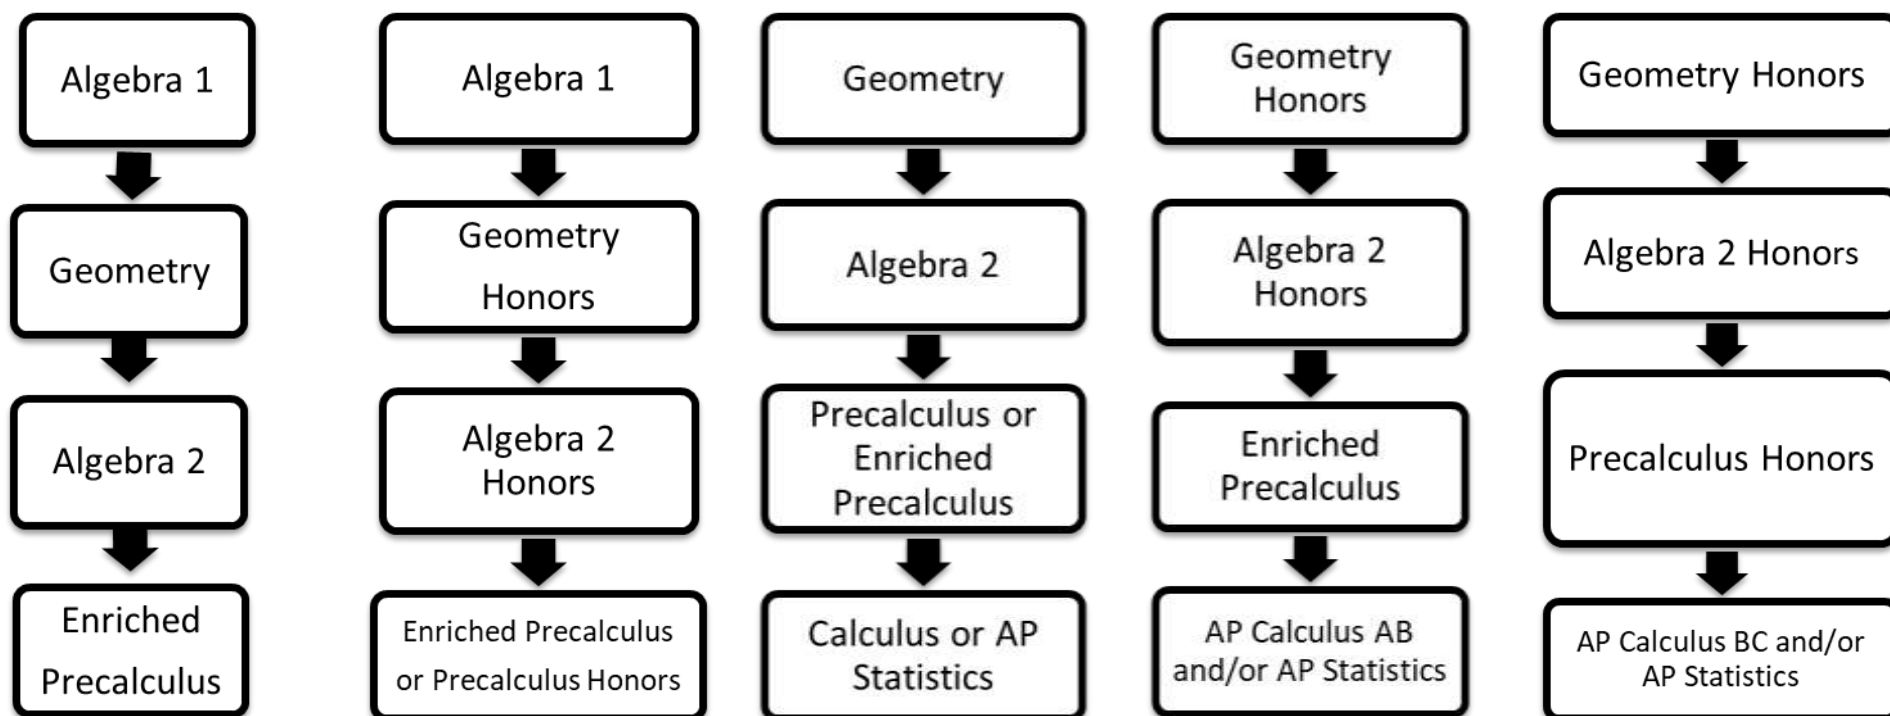 Algebra 1
Geometry
Algebra 2
Enriched
Precalculus
Algebra 1
Geometry
Honors
Algebra 2
Honors
Enriched Precalculus
or Precalculus Honors
Geometry
Algebra 2
Precalculus or
Enriched
Precalculus
Calculus or AP
Statistics
Geometry
Honors
Algebra 2
Honors
Enriched
Precalculus
AP Calculus AB
and/or AP Statistics
Geometry Honors
Algebra 2 Honors
Precalculus Honors
AP Calculus BC and/or
AP Statistics